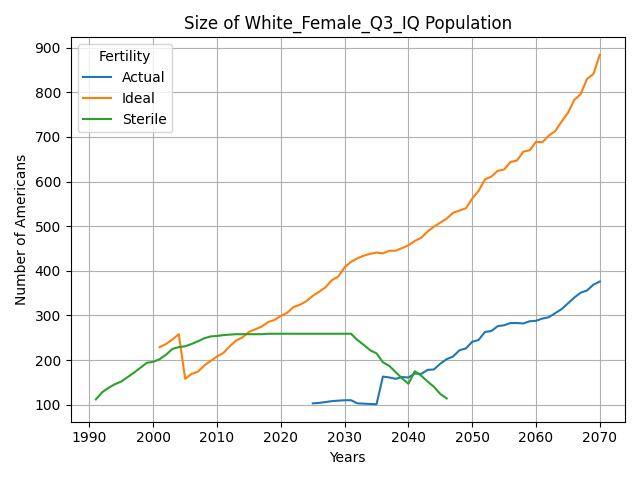 Size of White_Female_Q3_IQ Population
Fertility
Actual
Ideal
Sterile
Number of Americans
900
800
700
600
500
400
300
200
100
1990 2000 2010 2020 2030 2040 2050 2060 2070
Years